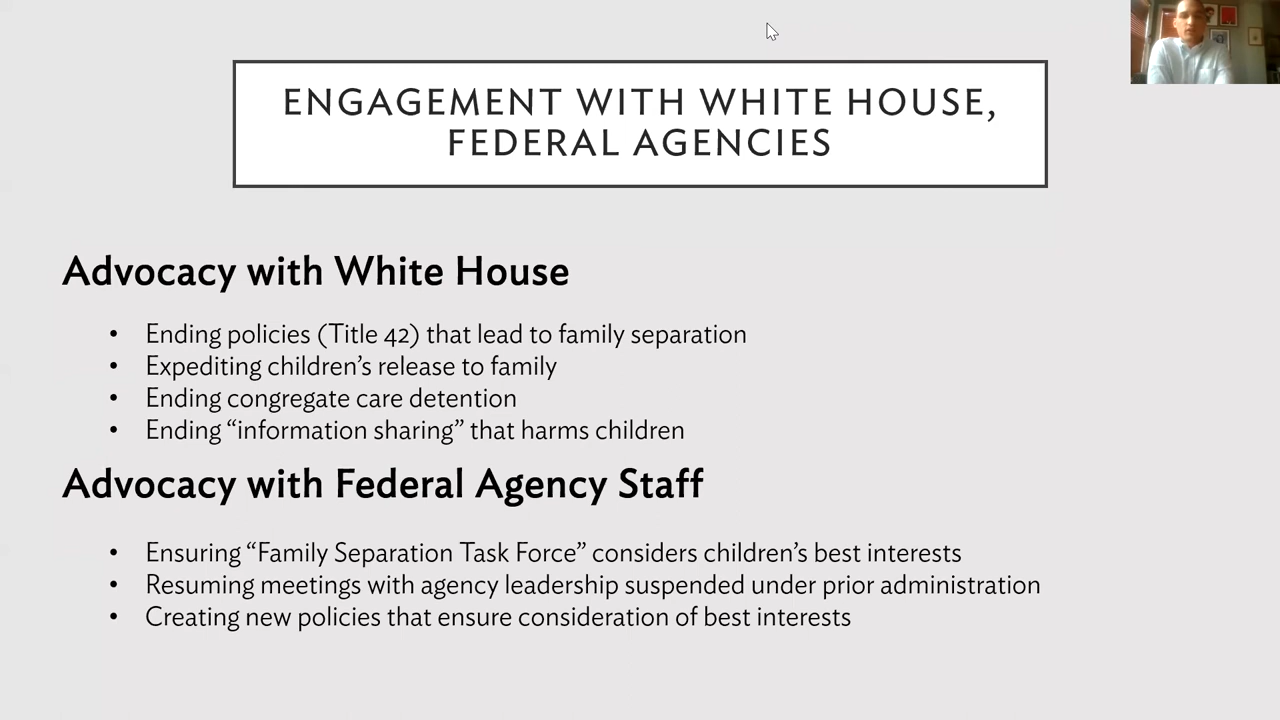 ENGAGEMENT WITH WHITE HOUSE,
FEDERAL AGENCIES
Advocacy with White House
• Ending policies (Title 42) that lead to family separation
• Expediting children’s release to family
• Ending congregate care detention
• Ending “information sharing” that harms children
Advocacy with Federal Agency Staff
• Ensuring “Family Separation Task Force” considers children’s best interests
• Resuming meetings with agency leadership suspended under prior administration
• Creating new policies that ensure consideration of best interests